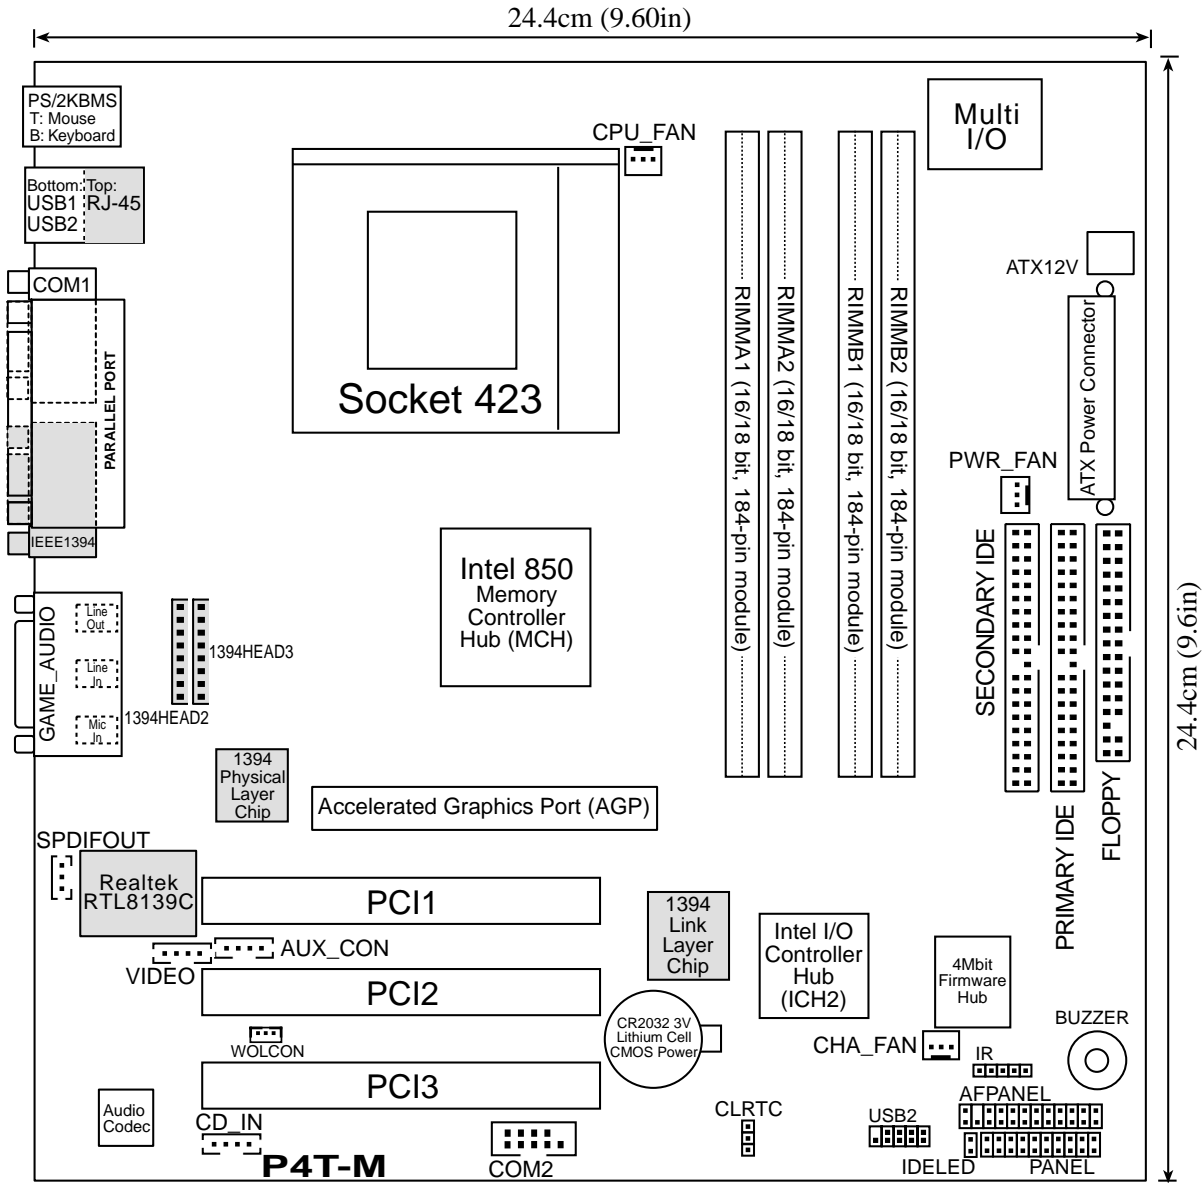 24.4cm (9.60in)
PS/2KBMS
T: Mouse
B: Keyboard
CPU_FAN
Multi
I/O
Bottom:
USB1
USB2
Top:
RJ-45
ATX12V
COM1
PARALLEL PORT
IEEE1394
Socket 423
RIMMA1 (16/18 bit, 184-pin module)
RIMMA2 (16/18 bit, 184-pin module)
RIMMB1 (16/18 bit, 184-pin module)
RIMMB2 (16/18 bit, 184-pin module)
ATX Power Connector
PWR_FAN
24.4cm (9.6in)
Intel 850
Memory
Controller
Hub (MCH)
SECONDARY IDE
PRIMARY IDE
FLOPPY
GAME_AUDIO
Line
Out
Line
In
Mic
In
1394HEAD3
1394HEAD2
1394
Physical
Layer
Chip
Accelerated Graphics Port (AGP)
SPDIFOUT
Realtek
RTL8139C
PCI1
1394
Link
Layer
Chip
Intel I/O
Controller
Hub
(ICH2)
4Mbit
Firmware
Hub
AUX_CON
VIDEO
PCI2
CR2032 3V
Lithium Cell
CMOS Power
BUZZER
WOLCON
CHA_FAN
IR
PCI3
Audio
Codec
AFPANEL
CD_IN
CLRTC
USB2
P4T-M
COM2
IDELED
PANEL